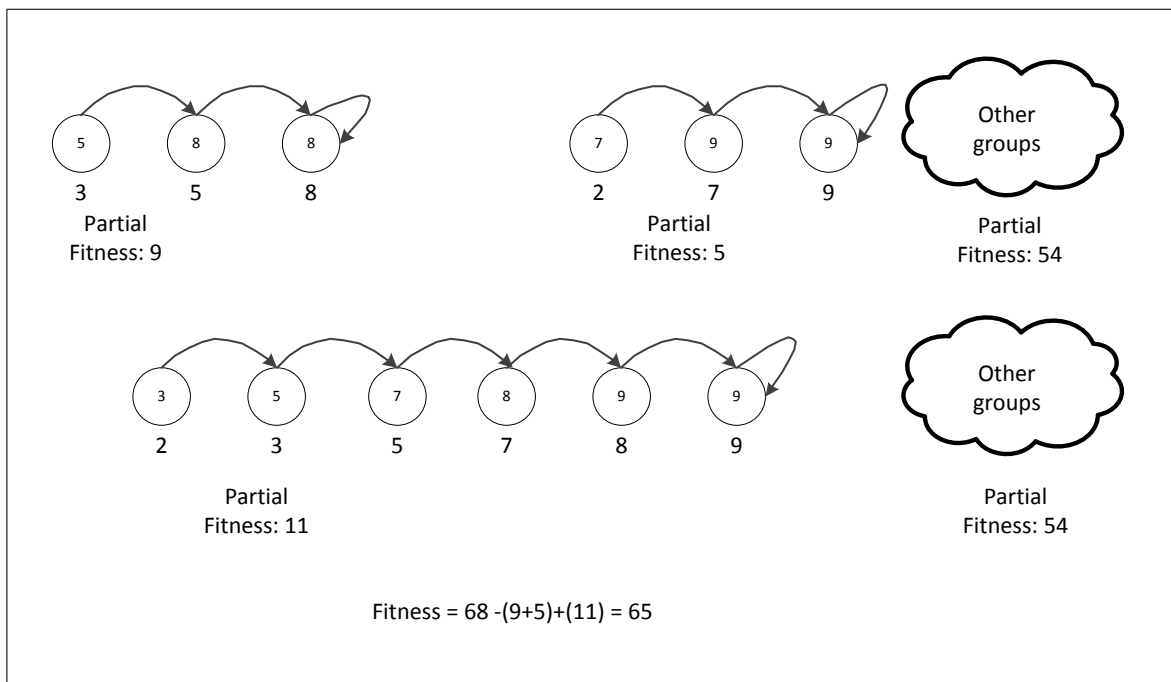 5 8 8 7 9 9 Other
groups
3 5 8 2 7 9
Partial Partial Partial
Fitness: 9 Fitness: 5 Fitness: 54
3 5 7 8 9 9 Other
groups
2 3 5 7 8 9
Partial Partial
Fitness: 11 Fitness: 54
Fitness = 68 -(9+5)+(11) = 65